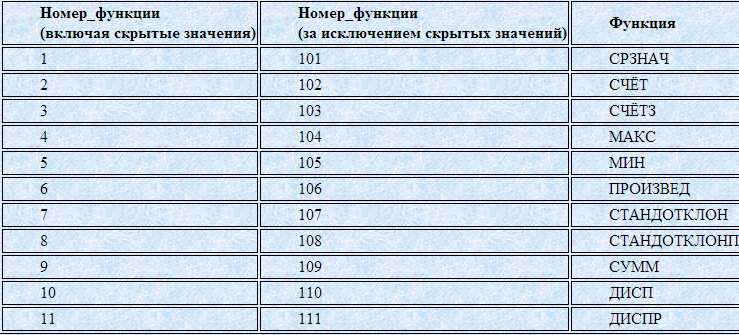 Номер_функции Номер_функции Функция
(включая скрытые значения) (за исключением скрытых значений)
1 101 СРЗНАЧ
2 102 СЧЁТ
3 103 СЧЁТЗ
4 104 МАКС
5 105 МИН
6 106 ПРОИЗВЕД
7 107 СТАНДОТКЛОН
8 108 СТАНДОТКЛОНП
9 109 СУММ
10 110 ДИСП
11 111 ДИСПР